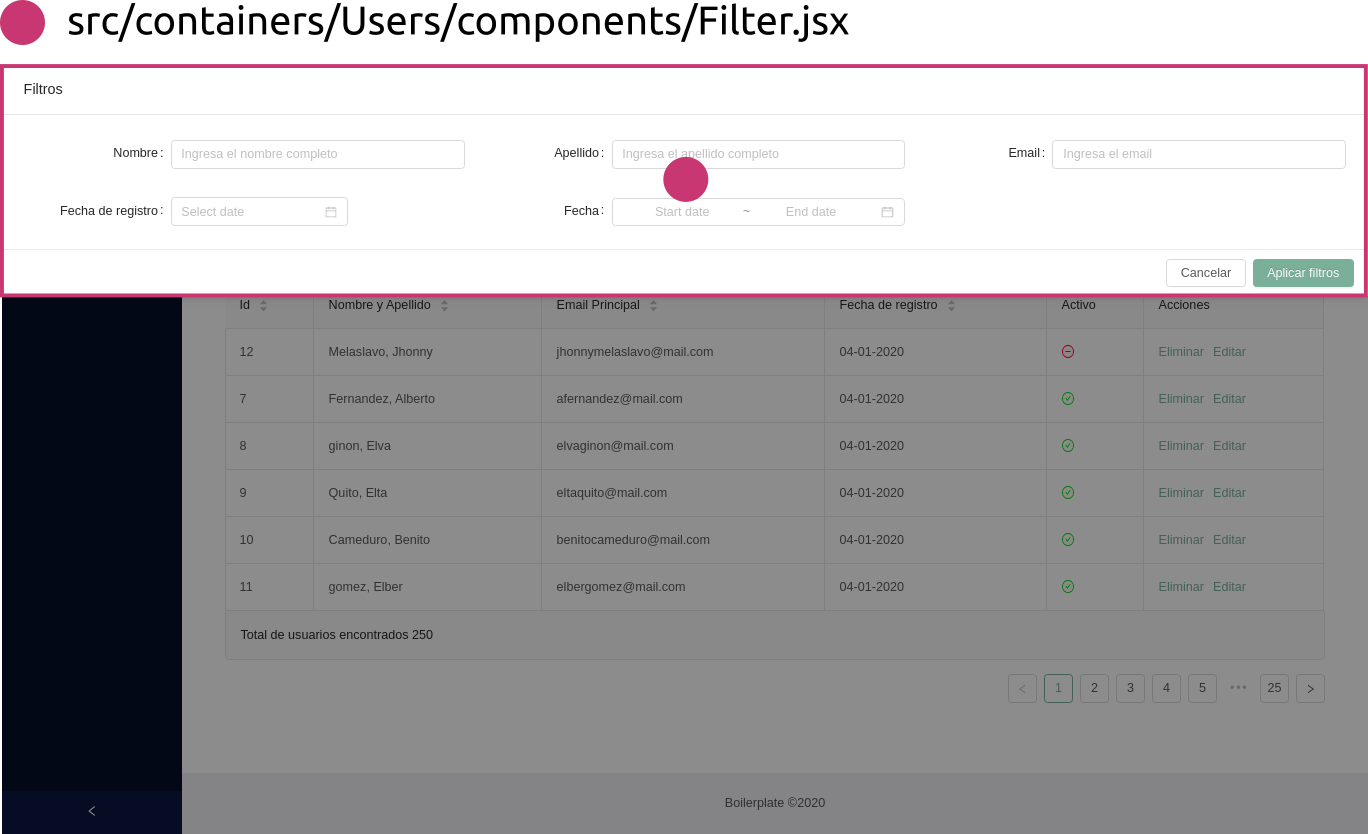 src/containers/Users/components/Filter.jsx
Filtros
Nombre: Ingresa el nombre completo Apellido: Ingresa el apellido completo Email: Ingresa el email
Fecha de registro: Select date Fecha: Start date ~ End date
Cancelar Aplicar filtros
Id Nombre y Apellido Email Principal Fecha de registro Activo Acciones
12 Melaslavo, Jhonny jhonnymelaslavo@mail.com 04-01-2020 Eliminar Editar
7 Fernandez, Alberto afernandez@mail.com 04-01-2020 Eliminar Editar
8 ginon, Elva elvaginon@mail.com 04-01-2020 Eliminar Editar
9 Quito, Elta eltaquito@mail.com 04-01-2020 Eliminar Editar
10 Cameduro, Benito benitocameduro@mail.com 04-01-2020 Eliminar Editar
11 gomez, Elber elbergomez@mail.com 04-01-2020 Eliminar Editar
Total de usuarios encontrados 250
< 1 2 3 4 5 ••• 25 >
Boilerplate ©2020